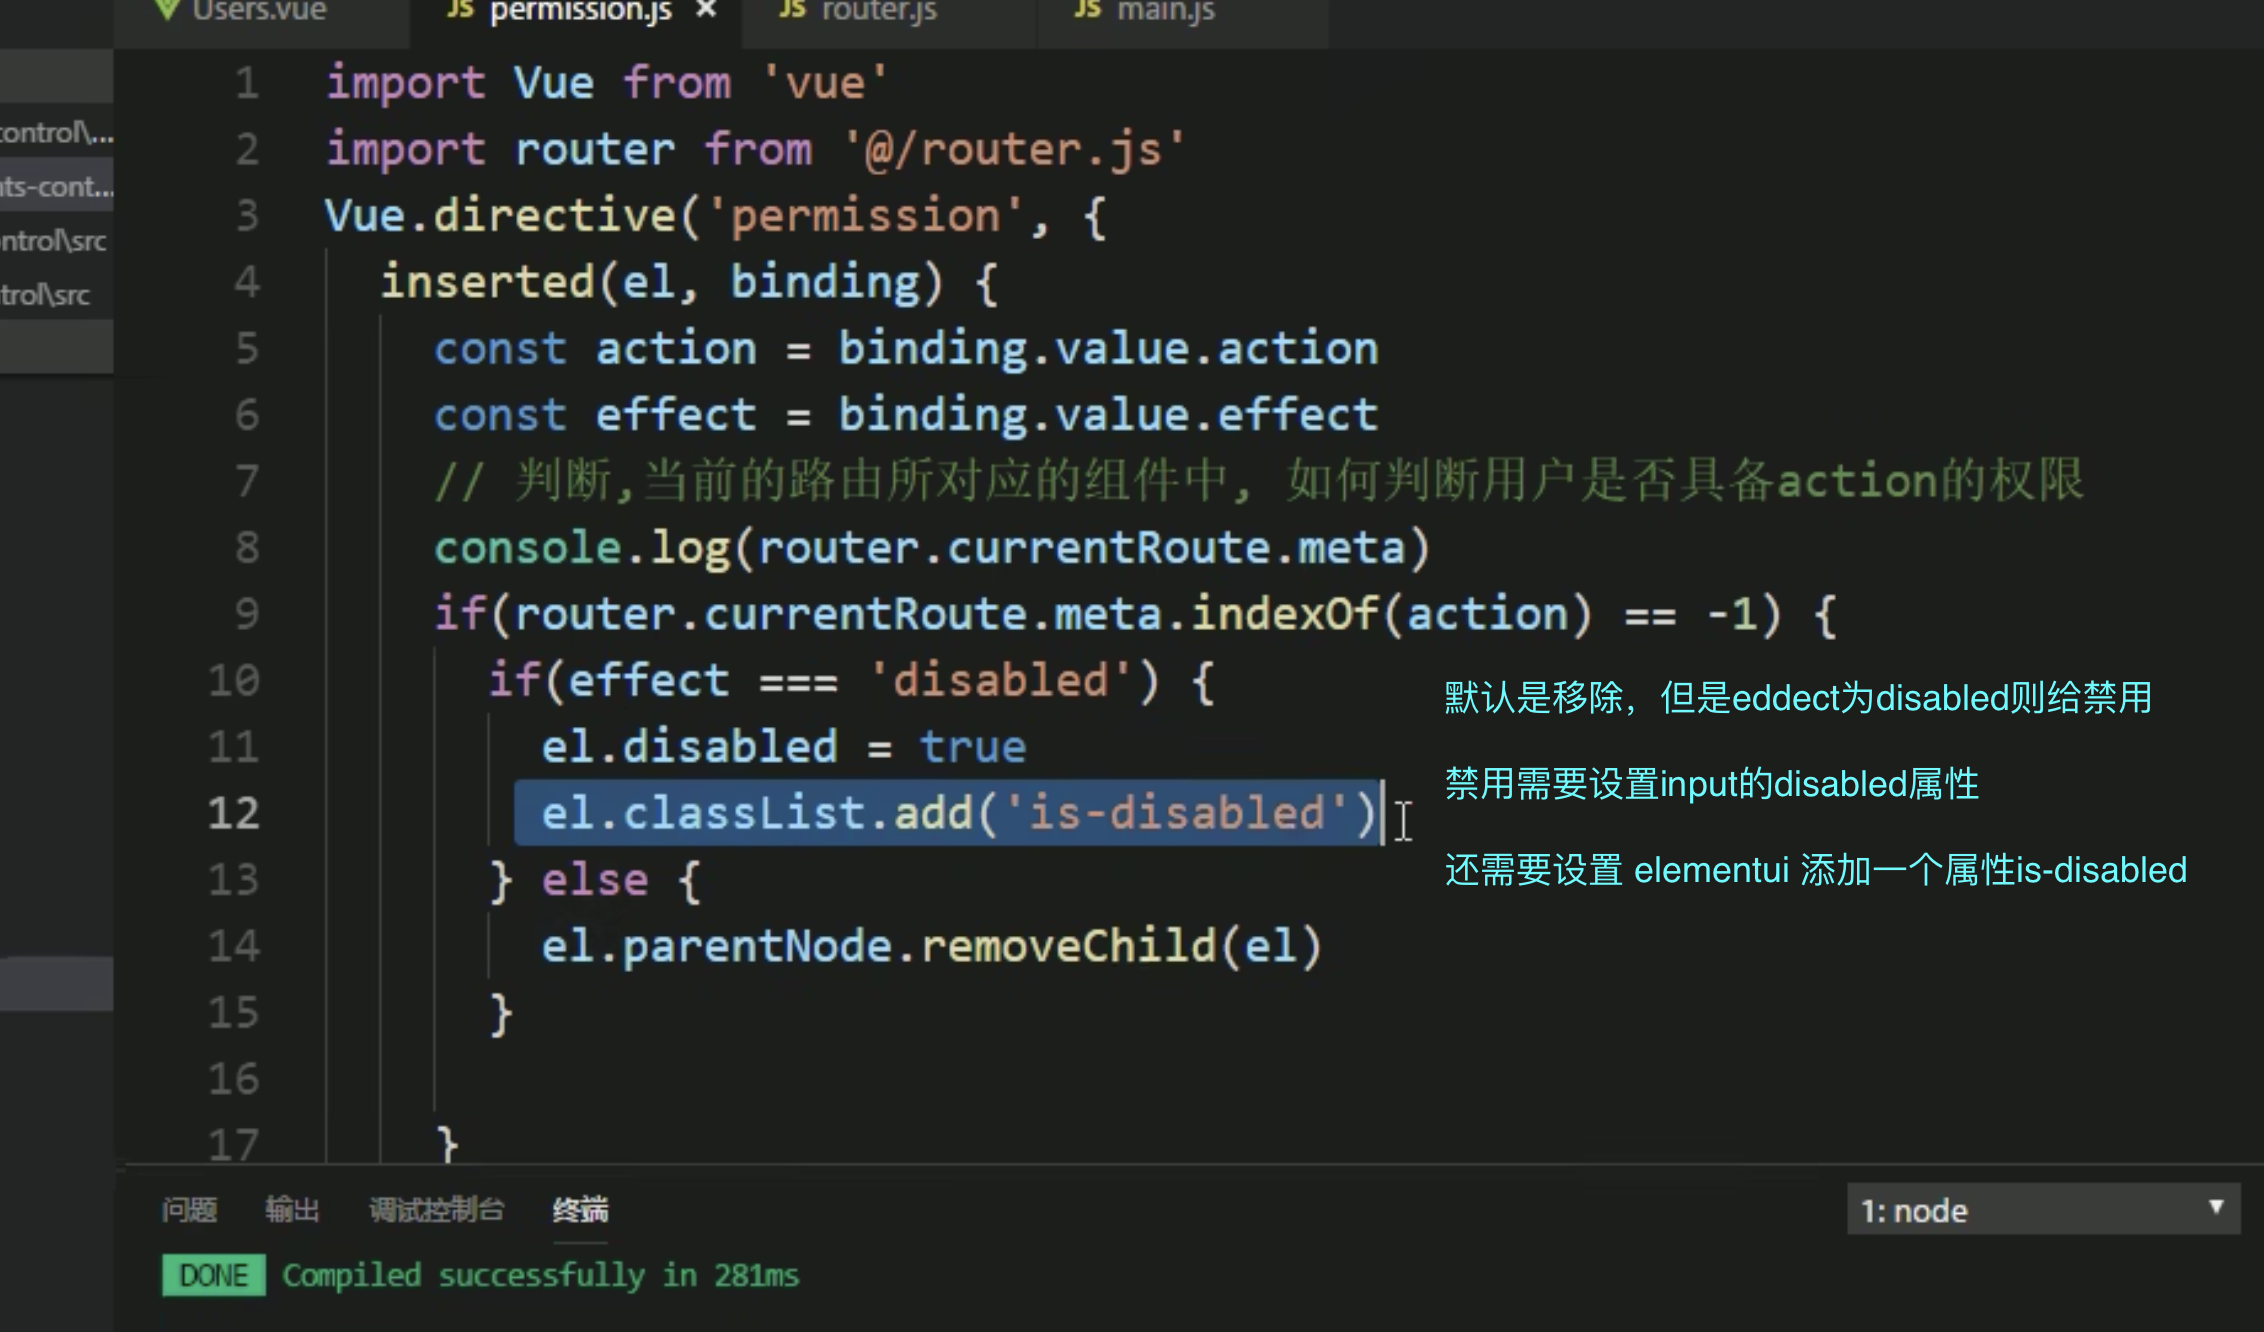 Users.vue
JS permission.js ×
JS router.js
JS main.js
control\...
nts-cont...
ontrol\src
trol\src
1 import Vue from 'vue'
2 import router from '@/router.js'
3 Vue.directive('permission', {
4 inserted(el, binding) {
5 const action = binding.value.action
6 const effect = binding.value.effect
7 // 判断,当前的路由所对应的组件中, 如何判断用户是否具备action的权限
8 console.log(router.currentRoute.meta)
9 if(router.currentRoute.meta.indexOf(action) == -1) {
10 if(effect === 'disabled') {
11 el.disabled = true
12 el.classList.add('is-disabled')
13 } else {
14 el.parentNode.removeChild(el)
15 }
16
17 }
默认是移除，但是eddect为disabled则给禁用
禁用需要设置input的disabled属性
还需要设置 elementui 添加一个属性is-disabled
问题 输出 调试控制台 终端
1: node
DONE Compiled successfully in 281ms